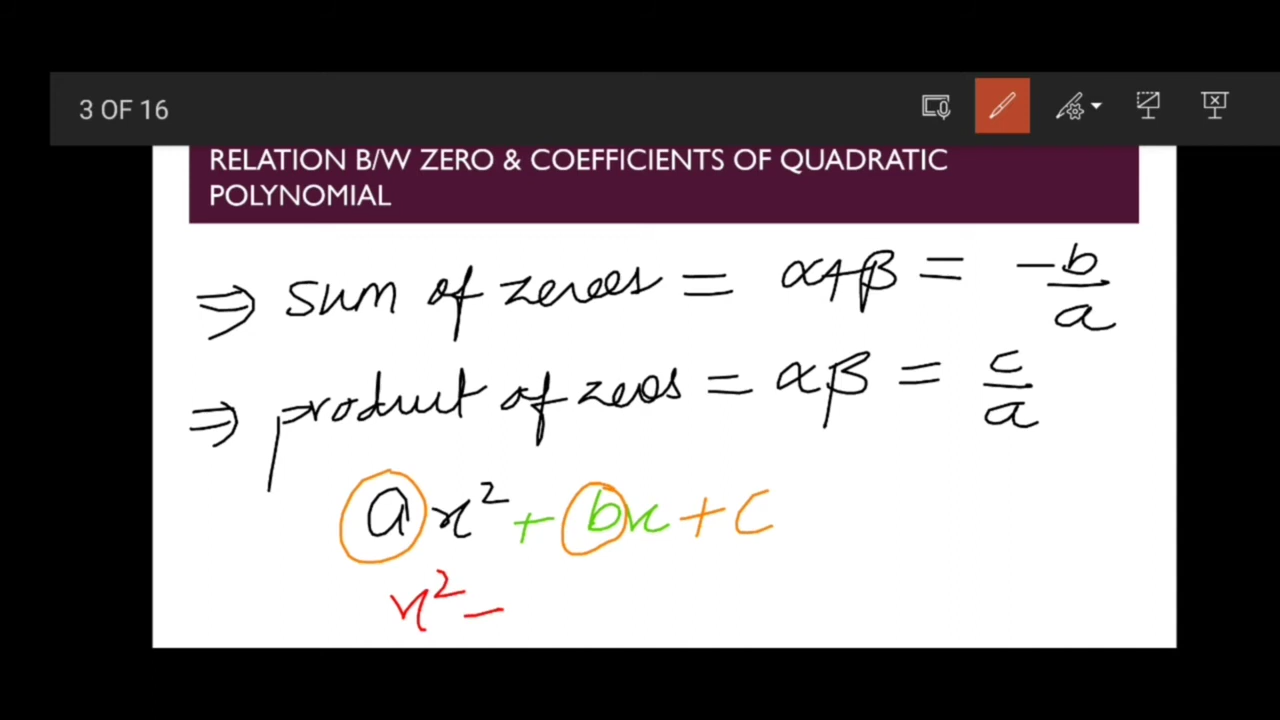 3 OF 16
RELATION B/W ZERO & COEFFICIENTS OF QUADRATIC
POLYNOMIAL
⇒ sum of zeroes = α+β = -b/a
⇒ product of zeros = αβ = c/a
ax² + bx + c
x² -